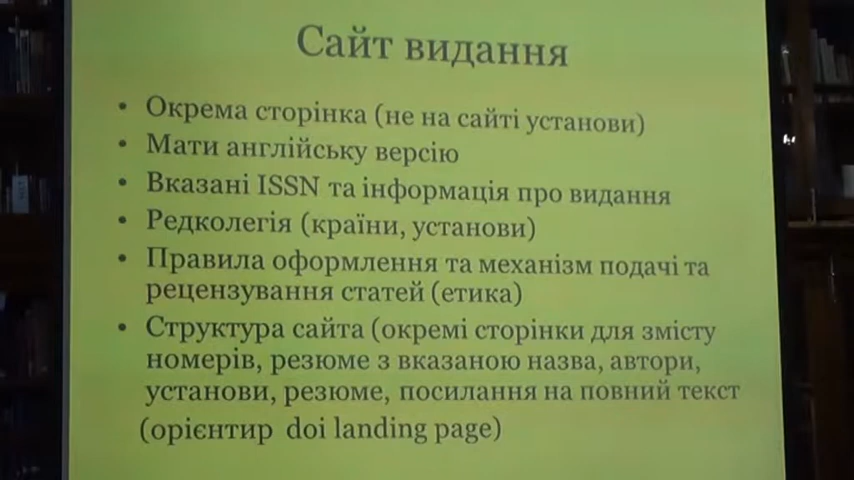 Сайт видання
• Окрема сторінка (не на сайті установи)
• Мати англійську версію
• Вказані ISSN та інформація про видання
• Редколегія (країни, установи)
• Правила оформлення та механізм подачі та
рецензування статей (етика)
• Структура сайта (окремі сторінки для змісту
номерів, резюме з вказаною назва, автори,
установи, резюме, посилання на повний текст
(орієнтир doi landing page)